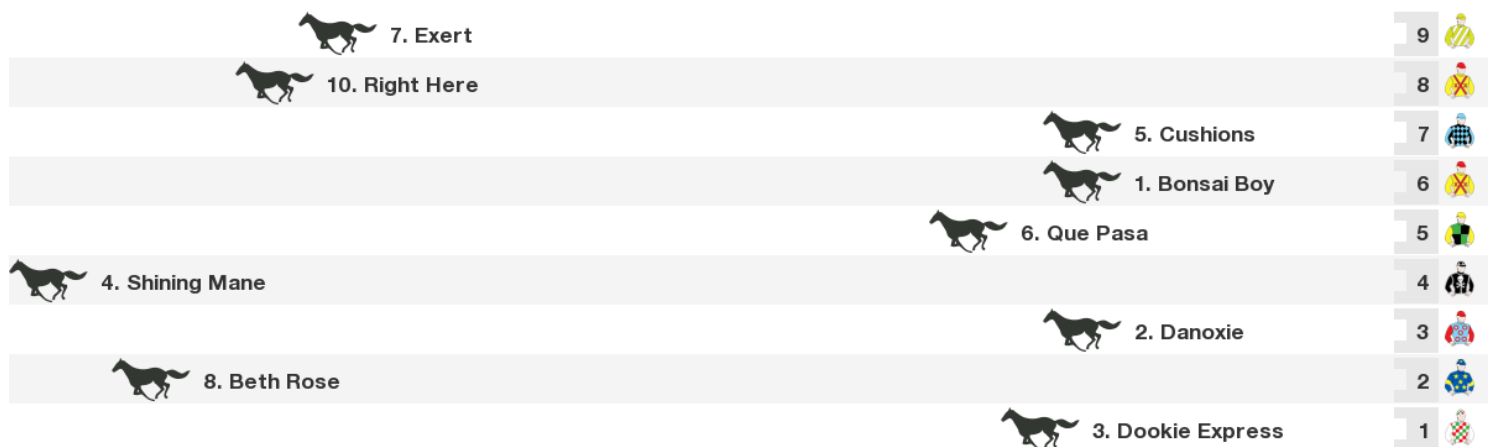 7. Exert 9
10. Right Here 8
5. Cushions 7
1. Bonsai Boy 6
6. Que Pasa 5
4. Shining Mane 4
2. Danoxie 3
8. Beth Rose 2
3. Dookie Express 1